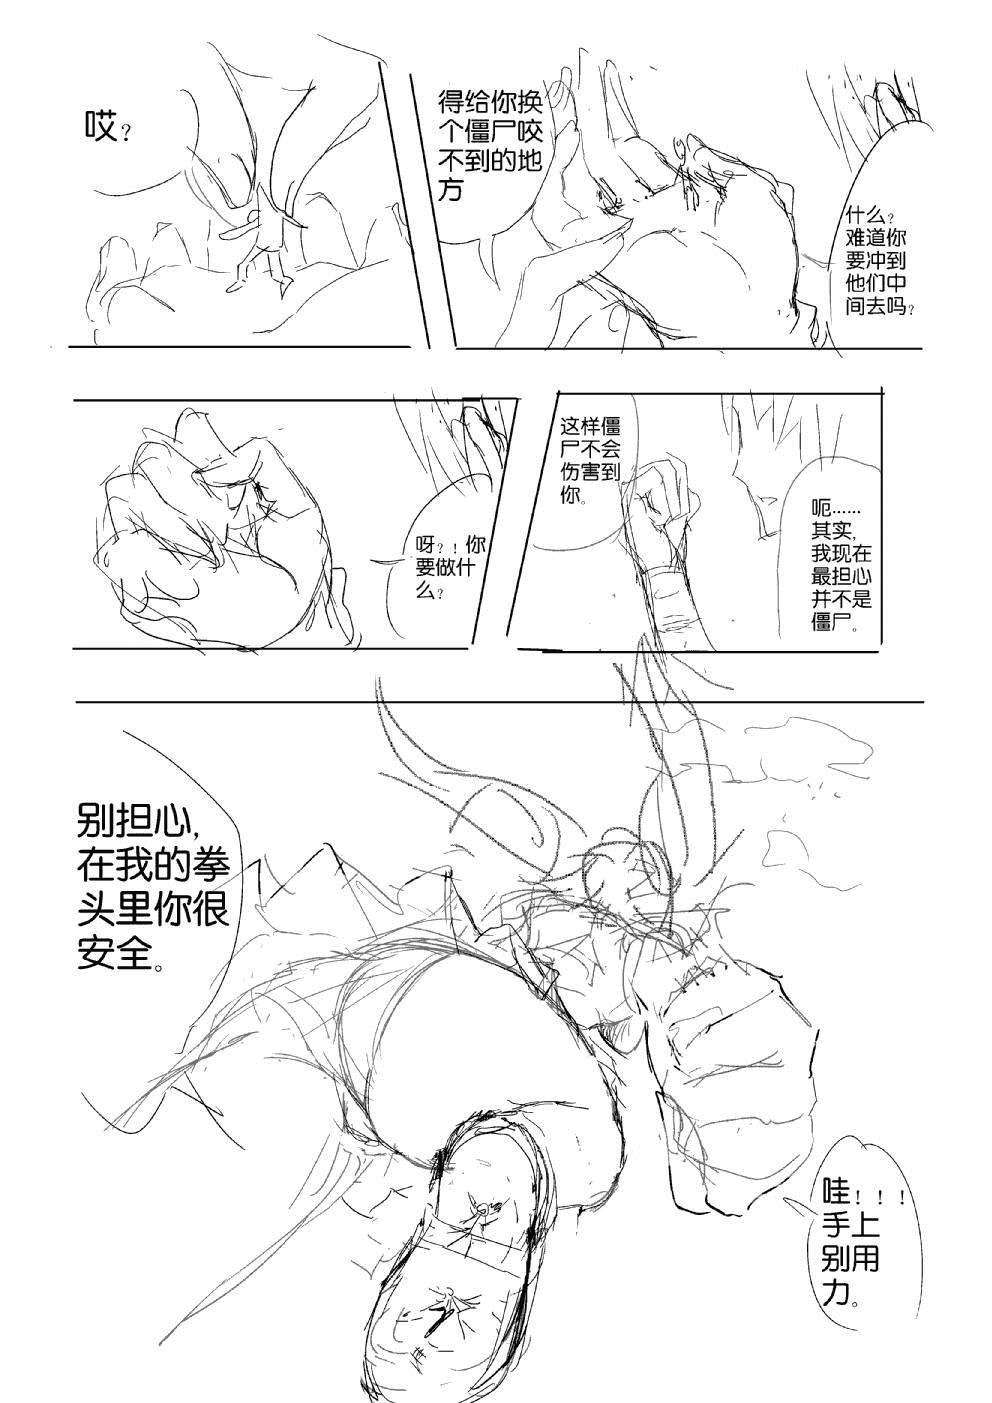 哎？
得给你换
个僵尸咬
不到的地
方
什么？
难道你
要冲到
他们中
间去吗？
呀？！你
要做什
么？
这样僵
尸不会
伤害到
你。
呃……
其实，
我现在
最担心
并不是
僵尸。
别担心，
在我的拳
头里你很
安全。
哇！！！
手上
别用
力。